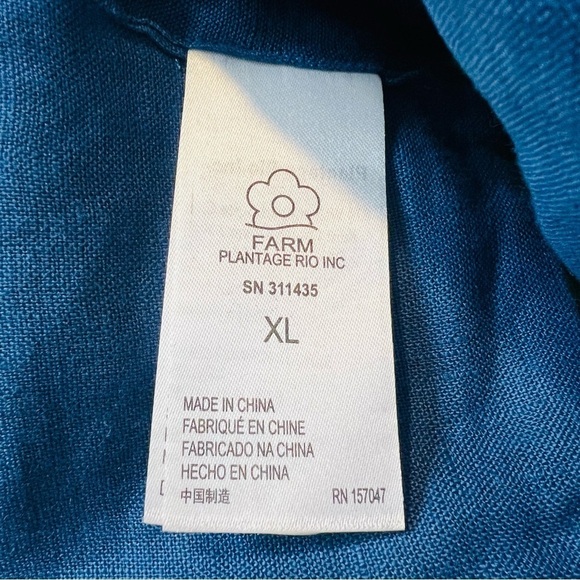 FARM
PLANTAGE RIO INC
SN 311435
XL
MADE IN CHINA
FABRIQUÉ EN CHINE
FABRICADO NA CHINA
HECHO EN CHINA
中国制造 RN 157047